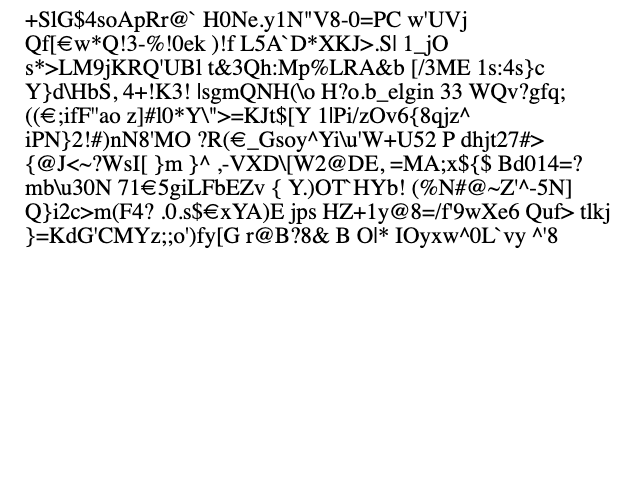 +SlG$4soApRr@` H0Ne.y1N"V8-0=PC w'UVj
Qf[€w*Q!3-%!0ek )!f L5A`D*XKJ>.S| 1_jO
s*>LM9jKRQ'UBl t&3Qh:Mp%LRA&b [/3ME 1s:4s}c
Y}d\HbS, 4+!K3! |sgmQNH(\o H?o.b_elgin 33 WQv?gfq;
((€;ifF"ao z]#l0*Y\">=KJt$[Y 1|Pi/zOv6{8qjz^
iPN}2!#)nN8'MO ?R(€_Gsoy^Yi\u'W+U52 P dhjt27#>
{@J<~?WsI[ }m }^ ,-VXD\[W2@DE, =MA;x${$ Bd014=?
mb\u30N 71€5giLFbEZv { Y.)OT`HYb! (%N#@~Z'^-5N]
Q}i2c>m(F4? .0.s$€xYA)E jps HZ+1y@8=/f'9wXe6 Quf> tlkj
}=KdG'CMYz;;o')fy[G r@B?8& B O|* IOyxw^0L`vy ^'8